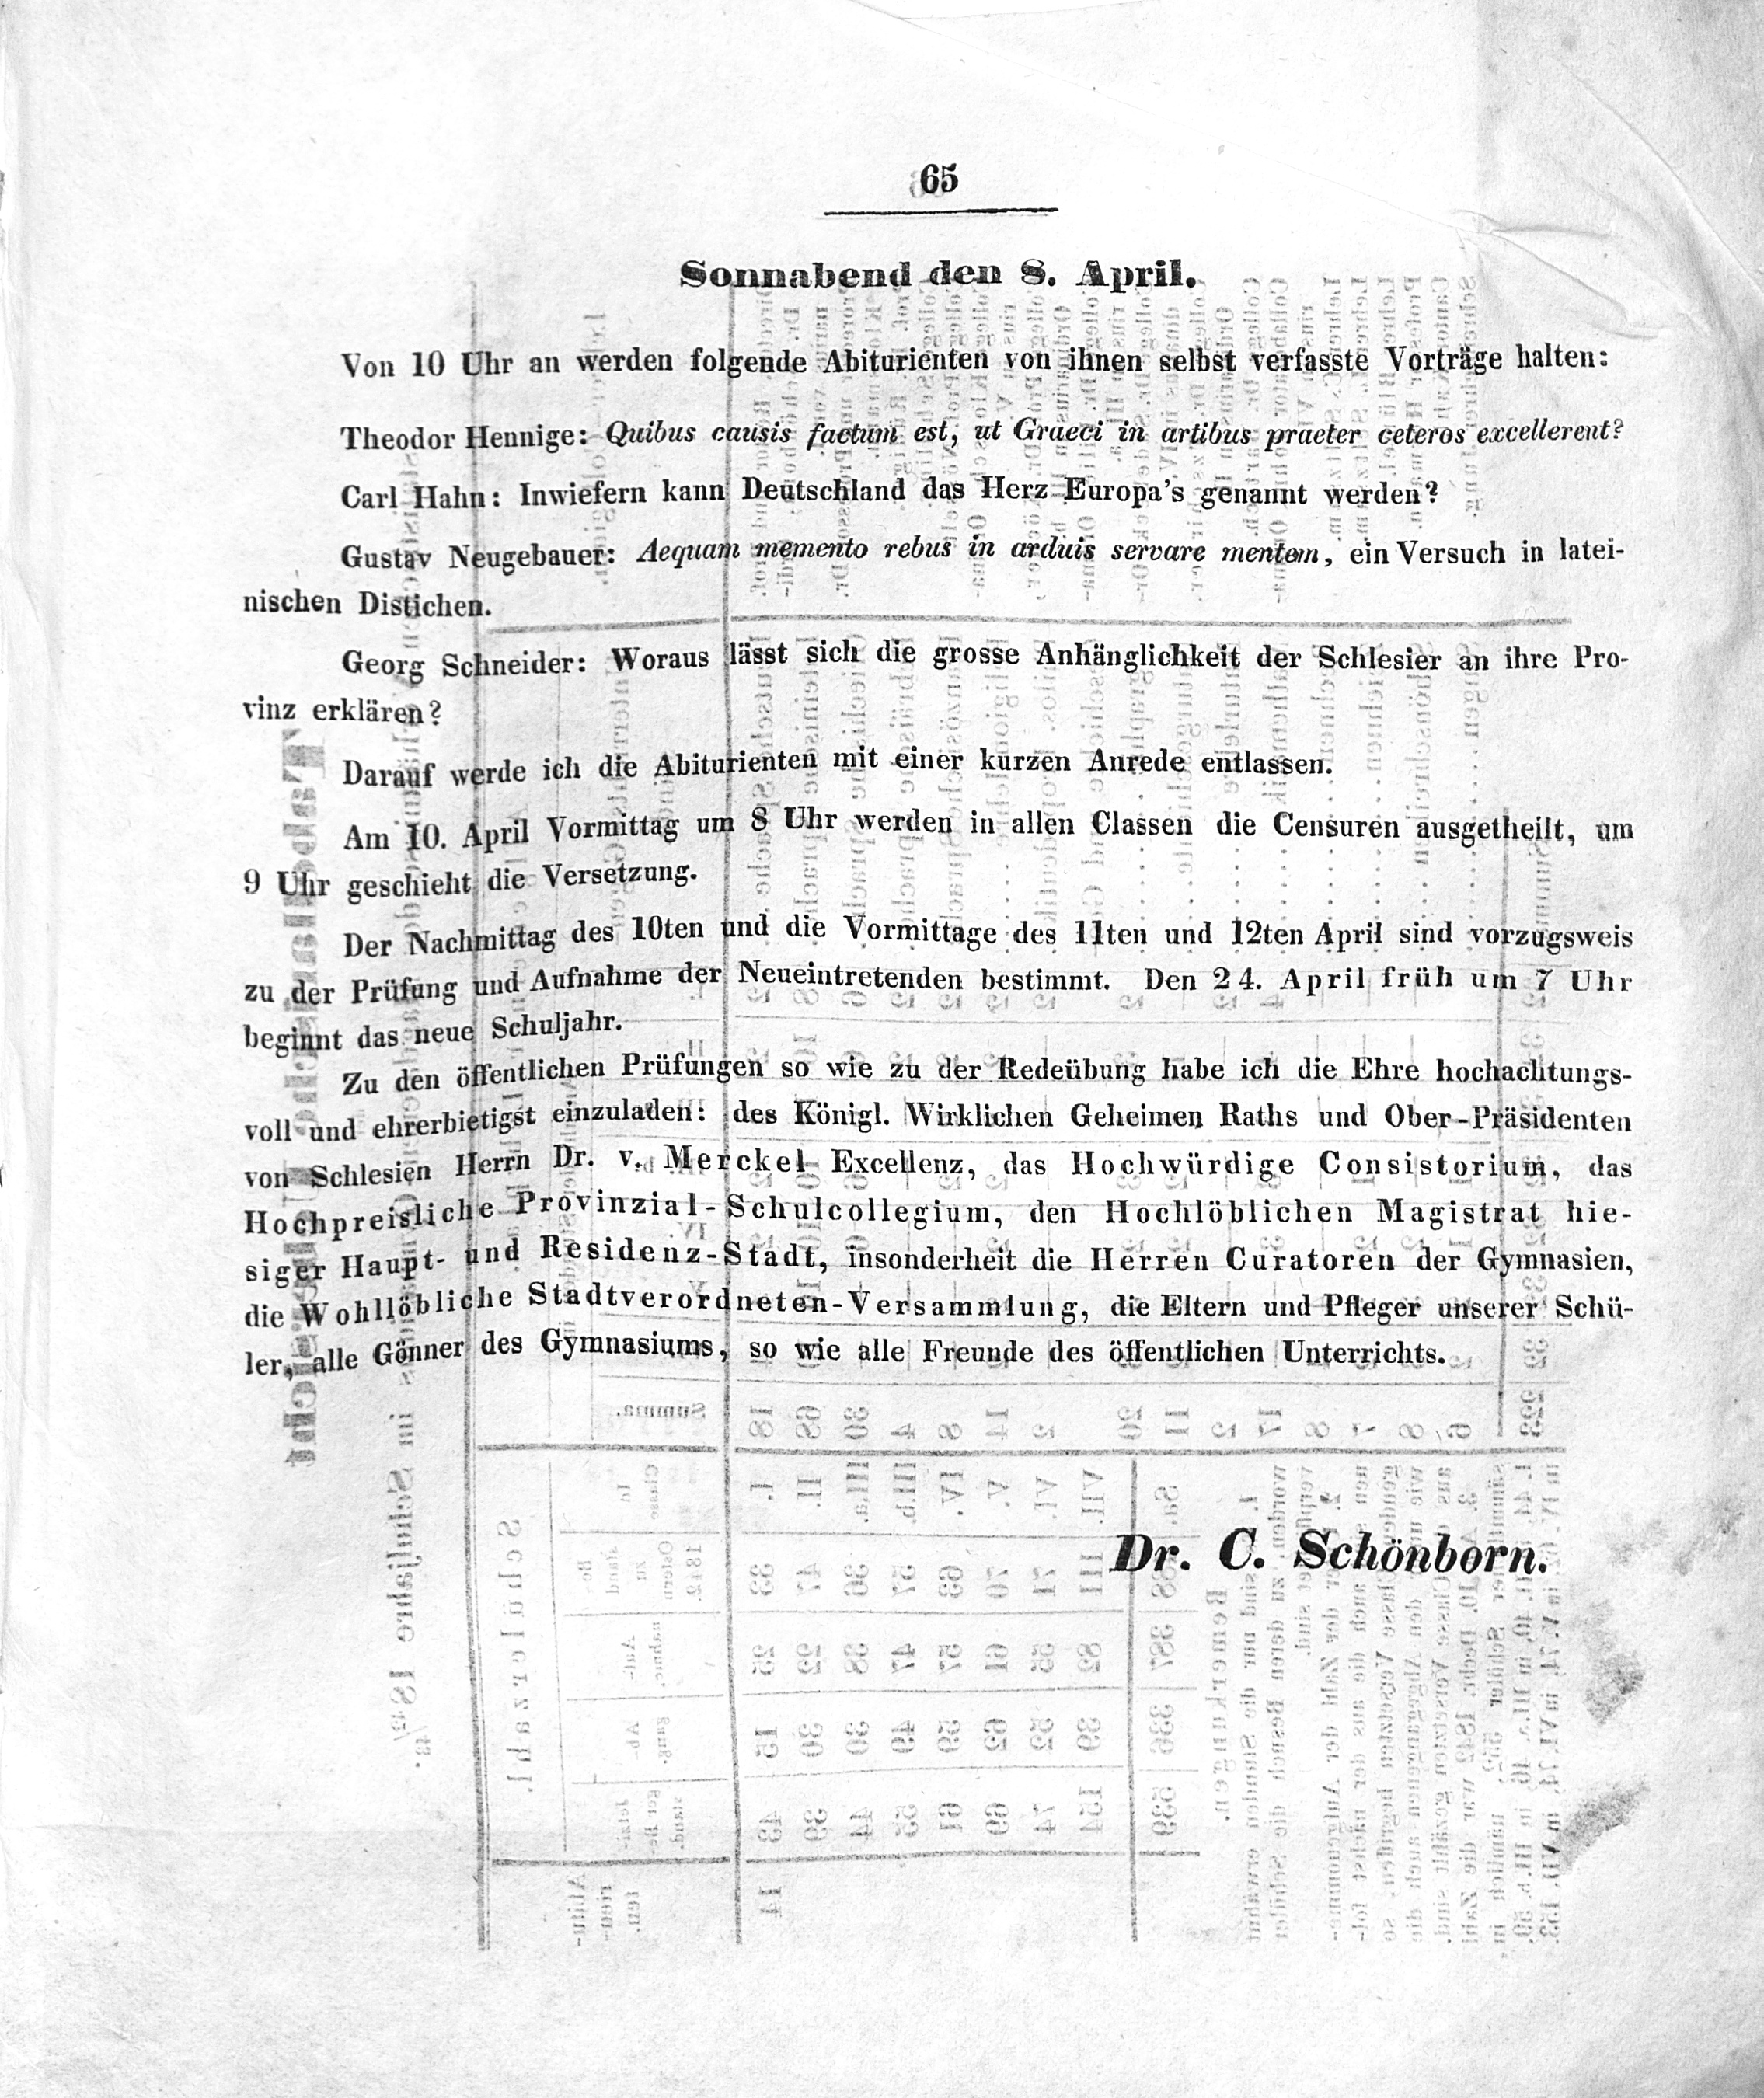 65
Sonnabend den 8. April.
Von 10 Uhr an werden folgende Abiturienten von ihnen selbst verfasste Vorträge halten:
Theodor Hennige: Quibus causis factum est, ut Graeci in artibus praeter ceteros excellerent?
Carl Hahn: Inwiefern kann Deutschland das Herz Europa's genannt werden?
Gustav Neugebauer: Aequam memento rebus in arduis servare mentem, ein Versuch in latei-
nischen Distichen.
Georg Schneider: Woraus lässt sich die grosse Anhänglichkeit der Schlesier an ihre Pro-
vinz erklären?
Darauf werde ich die Abiturienten mit einer kurzen Anrede entlassen.
Am 10. April Vormittag um 8 Uhr werden in allen Classen die Censuren ausgetheilt, um
9 Uhr geschieht die Versetzung.
Der Nachmittag des 10ten und die Vormittage des 11ten und 12ten April sind vorzugsweis
zu der Prüfung und Aufnahme der Neueintretenden bestimmt. Den 24. April früh um 7 Uhr
beginnt das neue Schuljahr.
Zu den öffentlichen Prüfungen so wie zu der Redeübung habe ich die Ehre hochachtungs-
voll und ehrerbietigst einzuladen: des Königl. Wirklichen Geheimen Raths und Ober-Präsidenten
von Schlesien Herrn Dr. v. Merckel Excellenz, das Hochwürdige Consistorium, das
Hochpreisliche Provinzial-Schulcollegium, den Hochlöblichen Magistrat hie-
siger Haupt- und Residenz-Stadt, insonderheit die Herren Curatoren der Gymnasien,
die Wohllöbliche Stadtverordneten-Versammlung, die Eltern und Pfleger unserer Schü-
ler, alle Gönner des Gymnasiums, so wie alle Freunde des öffentlichen Unterrichts.
Dr. C. Schönborn.